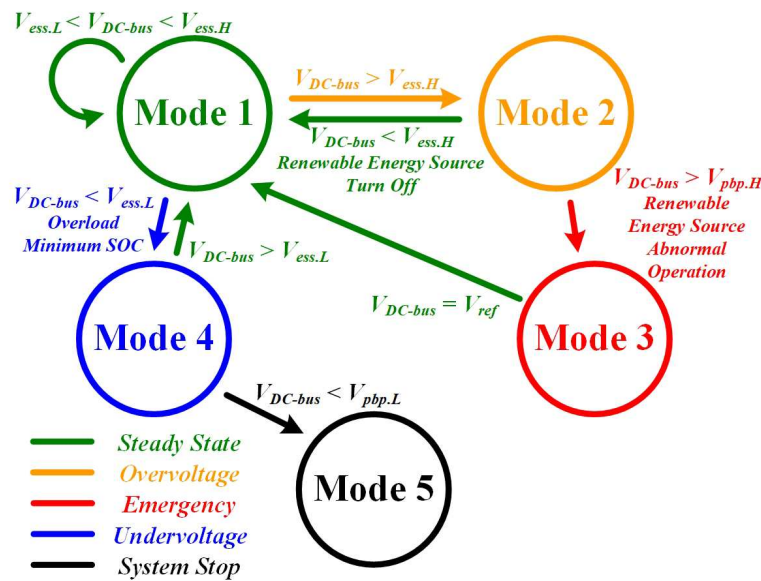 V_ess.L < V_DC-bus < V_ess.H
Mode 1
V_DC-bus > V_ess.H
Mode 2
V_DC-bus < V_ess.H
Renewable Energy Source
Turn Off
V_DC-bus > V_pbp.H
Renewable
Energy Source
Abnormal
Operation
V_DC-bus < V_ess.L
Overload
Minimum SOC
V_DC-bus > V_ess.L
V_DC-bus = V_ref
Mode 4
Mode 3
V_DC-bus < V_pbp.L
Mode 5
Steady State
Overvoltage
Emergency
Undervoltage
System Stop